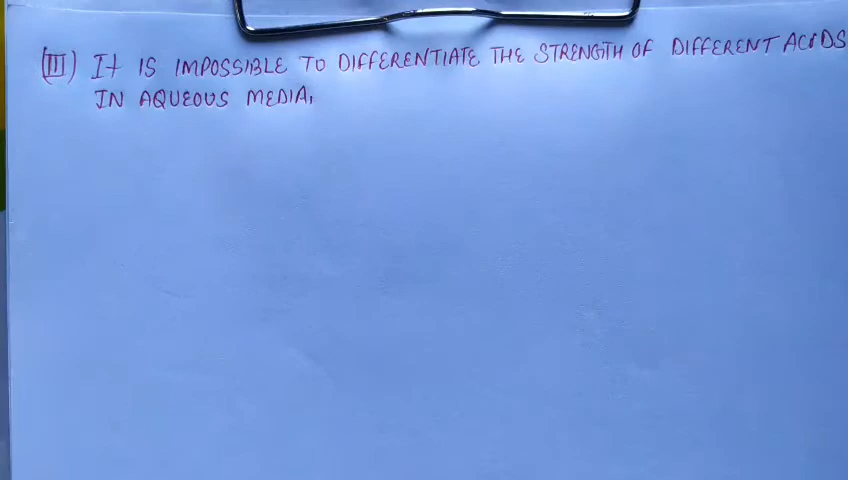 (III) It IS IMPOSSIBLE TO DIFFERENTIATE THE STRENGTH OF DIFFERENT ACIDS
IN AQUEOUS MEDIA,